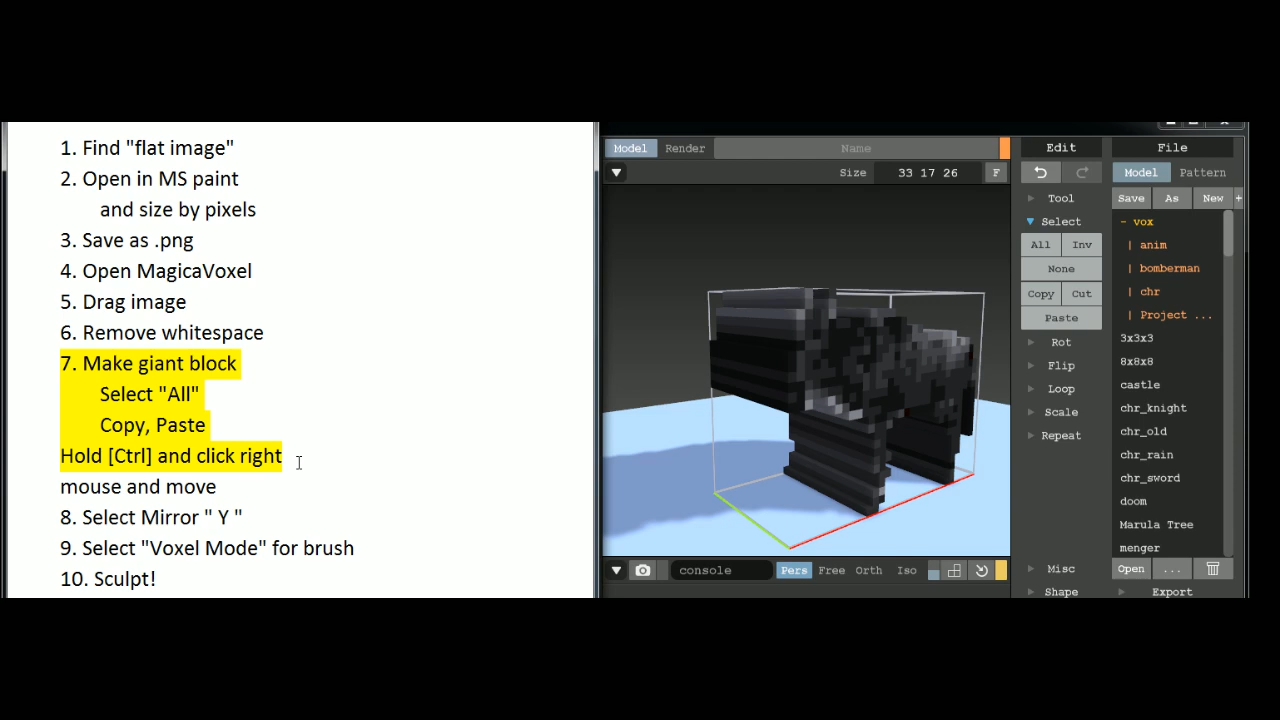 1. Find "flat image"
2. Open in MS paint
and size by pixels
3. Save as .png
4. Open MagicaVoxel
5. Drag image
6. Remove whitespace
7. Make giant block
Select "All"
Copy, Paste
Hold [Ctrl] and click right
mouse and move
8. Select Mirror " Y "
9. Select "Voxel Mode" for brush
10. Sculpt!
Model Render Name
Size 33 17 26 F
console Pers Free Orth Iso
Edit
Tool
Select
All Inv
None
Copy Cut
Paste
Rot
Flip
Loop
Scale
Repeat
Misc
Shape
File
Model Pattern
Save As New +
- vox
| anim
| bomberman
| chr
| Project ...
3x3x3
8x8x8
castle
chr_knight
chr_old
chr_rain
chr_sword
doom
Marula Tree
menger
Open ...
Export